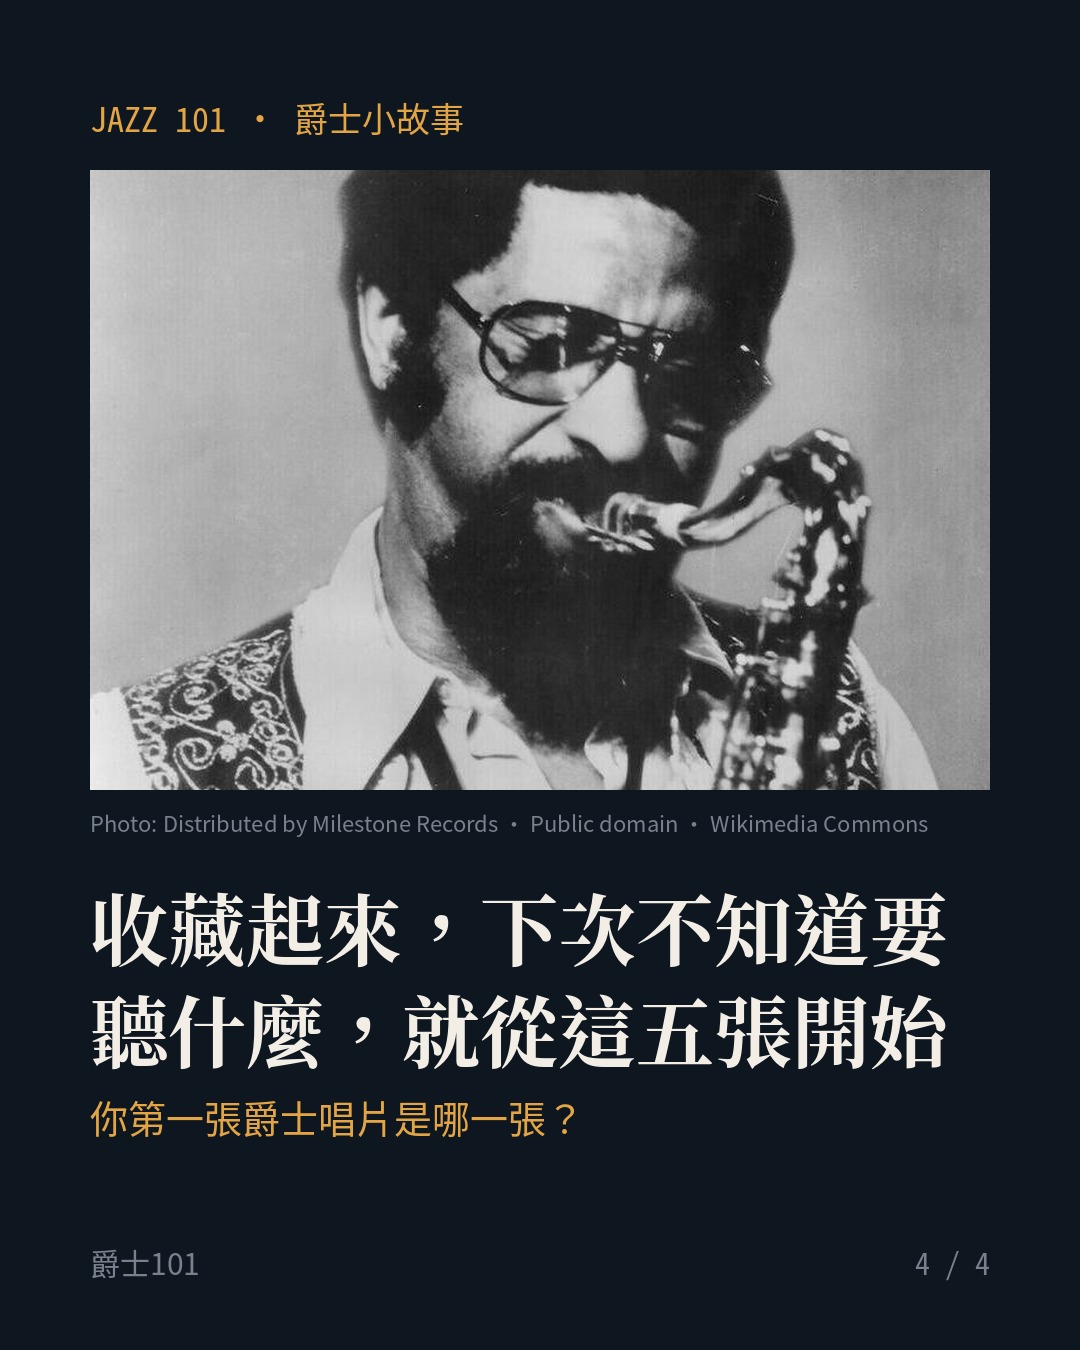 JAZZ 101 · 爵士小故事
Photo: Distributed by Milestone Records · Public domain · Wikimedia Commons
收藏起來，下次不知道要
聽什麼，就從這五張開始
你第一張爵士唱片是哪一張？
爵士101
4 / 4